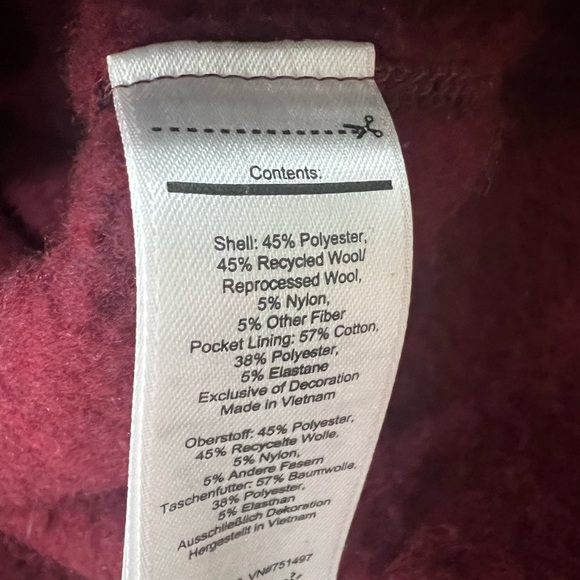 Contents:
Shell: 45% Polyester,
45% Recycled Wool/
Reprocessed Wool,
5% Nylon,
5% Other Fiber
Pocket Lining: 57% Cotton,
38% Polyester,
5% Elastane
Exclusive of Decoration
Made in Vietnam
Oberstoff: 45% Polyester,
45% Recycelte Wolle,
5% Nylon,
5% Andere Fasern
Taschenfutter: 57% Baumwolle,
38% Polyester,
5% Elasthan
Ausschließlich Dekoration
Hergestellt in Vietnam
VN#751497